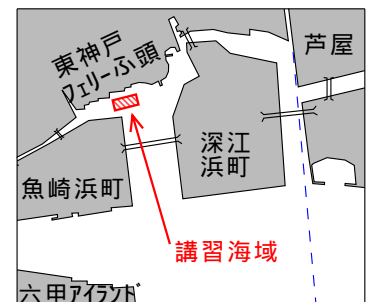 東神戸
フェリーふ頭
芦屋
深江
浜町
魚崎浜町
講習海域
六甲アイランド